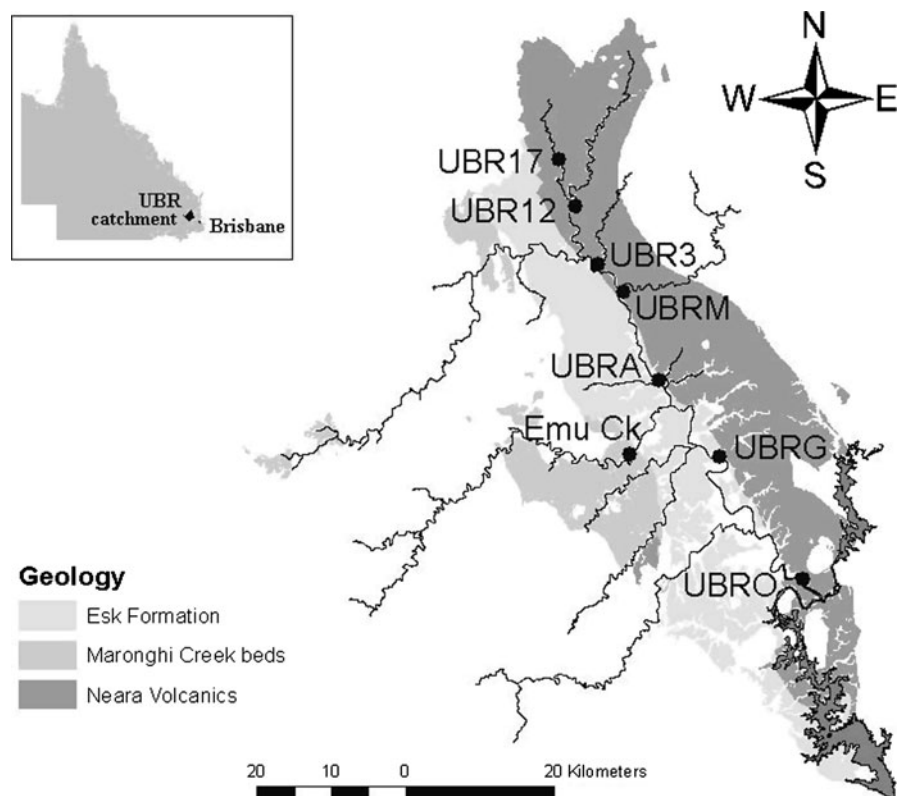 N
W
E
S
UBR
catchment
Brisbane
UBR17
UBR12
UBR3
UBRM
UBRA
Emu Ck
UBRG
UBRO
Geology
Esk Formation
Maronghi Creek beds
Neara Volcanics
20 10 0 20 Kilometers